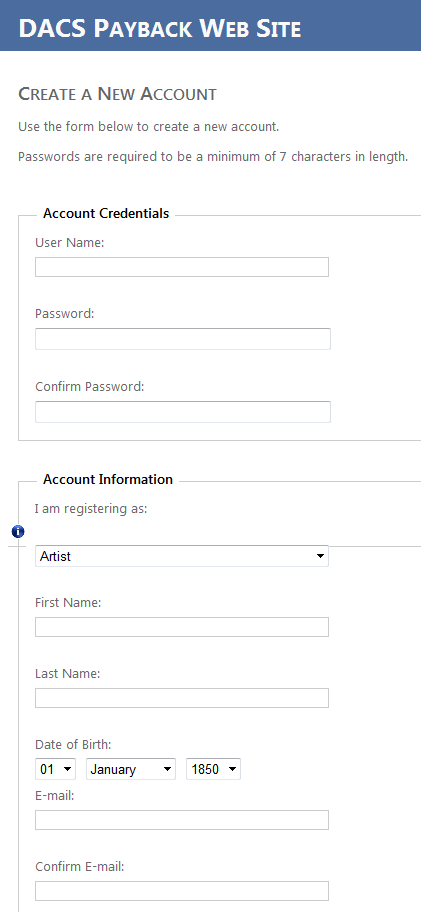 DACS PAYBACK WEB SITE
CREATE A NEW ACCOUNT
Use the form below to create a new account.
Passwords are required to be a minimum of 7 characters in length.
Account Credentials
User Name:
Password:
Confirm Password:
Account Information
I am registering as:
i
Artist
First Name:
Last Name:
Date of Birth:
01 January 1850
E-mail:
Confirm E-mail: